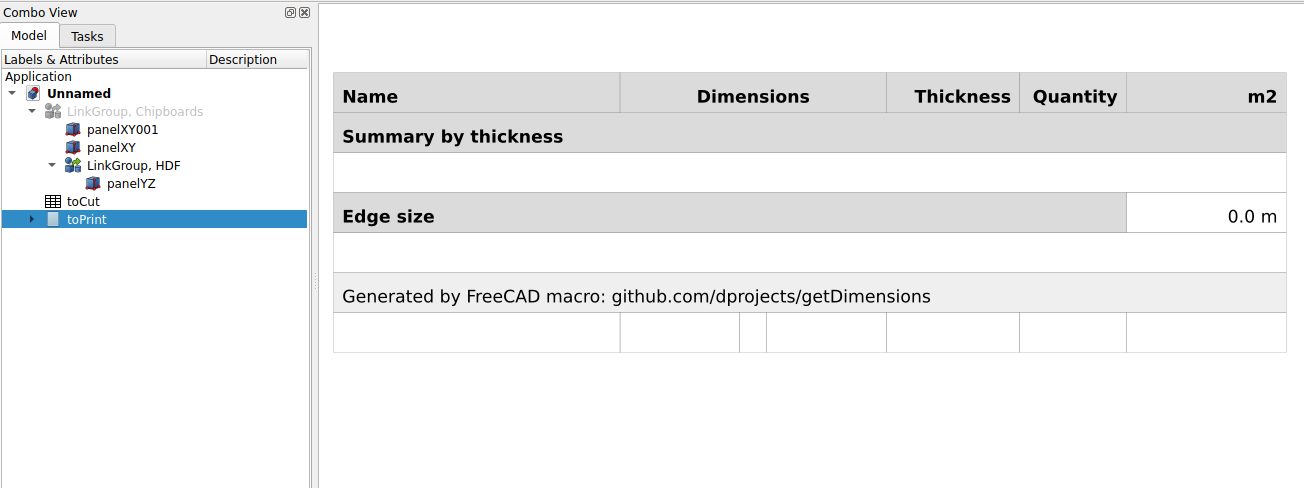 Combo View
Model Tasks
Labels & Attributes Description
Application
Unnamed
LinkGroup, Chipboards
panelXY001
panelXY
LinkGroup, HDF
panelYZ
toCut
toPrint
Name Dimensions Thickness Quantity m2
Summary by thickness
Edge size 0.0 m
Generated by FreeCAD macro: github.com/dprojects/getDimensions